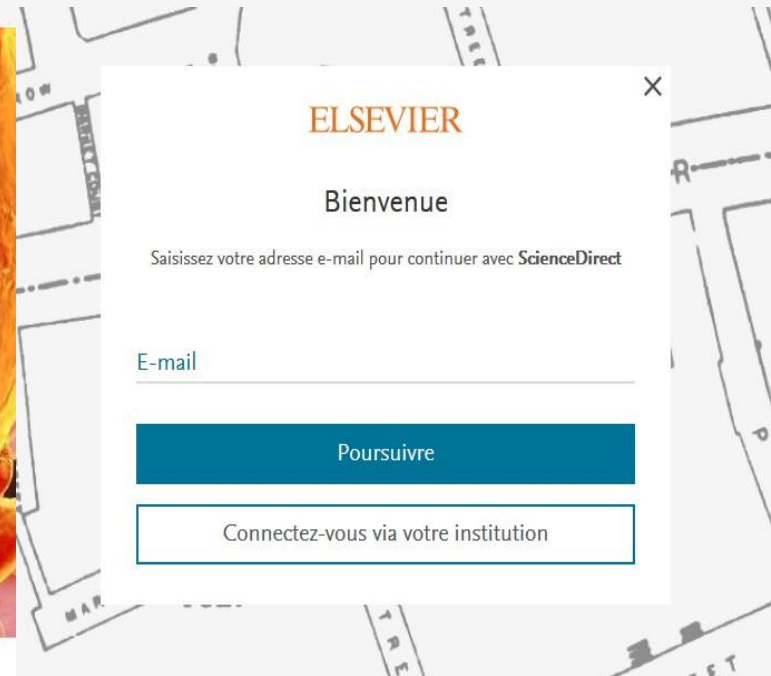 ELSEVIER
Bienvenue
Saisissez votre adresse e-mail pour continuer avec ScienceDirect
E-mail
Poursuivre
Connectez-vous via votre institution